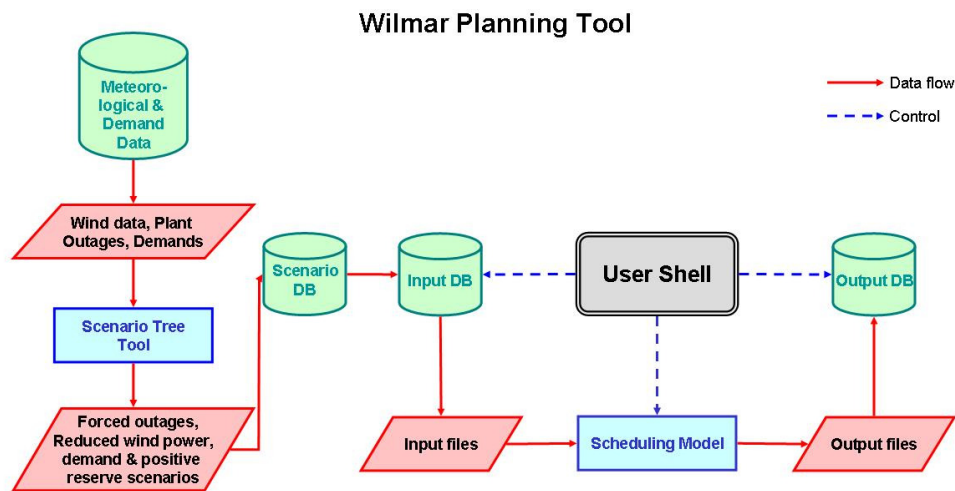 Wilmar Planning Tool
Meteoro-
logical &
Demand
Data
Data flow
Control
Wind data, Plant
Outages, Demands
Scenario
DB
Input DB
User Shell
Output DB
Scenario Tree
Tool
Forced outages,
Reduced wind power,
demand & positive
reserve scenarios
Input files
Scheduling Model
Output files